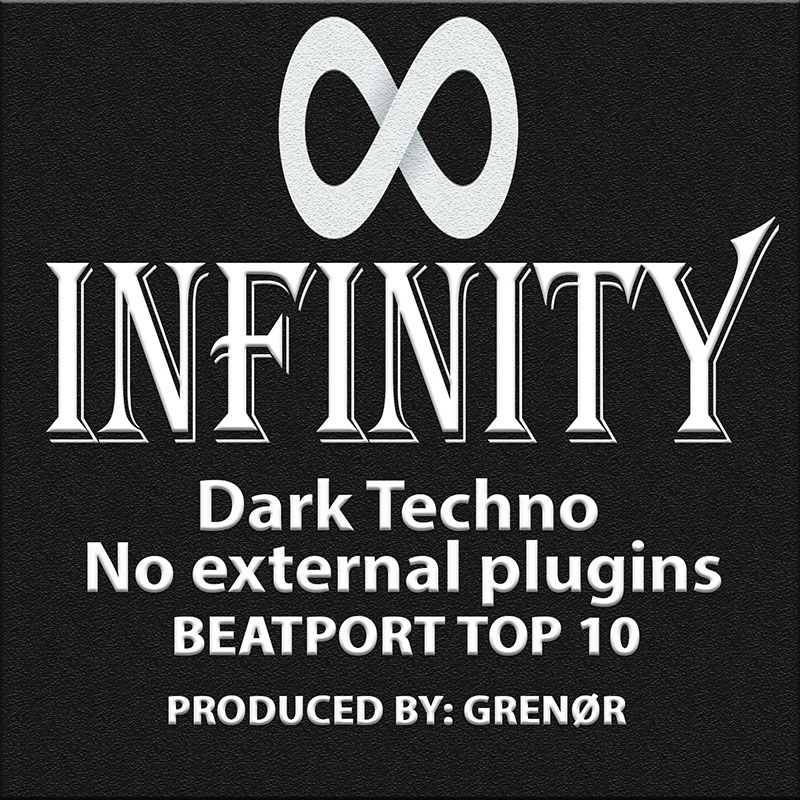 INFINITY
Dark Techno
No external plugins
BEATPORT TOP 10
PRODUCED BY: GRENØR